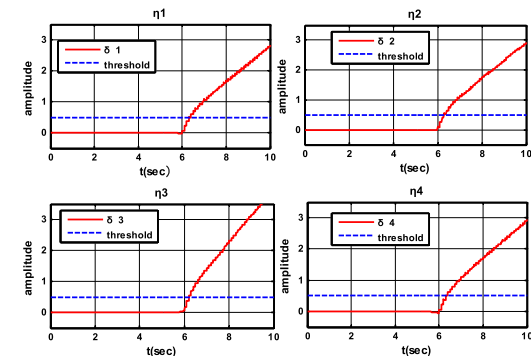 η1
η2
3
2
1
0
amplitude
δ 1
threshold
0 2 4 6 8 10
t(sec)
3
2
1
0
amplitude
δ 2
threshold
0 2 4 6 8 10
t(sec)
η3
η4
3
2
1
0
amplitude
δ 3
threshold
0 2 4 6 8 10
t(sec)
3
2
1
0
amplitude
δ 4
threshold
0 2 4 6 8 10
t(sec)